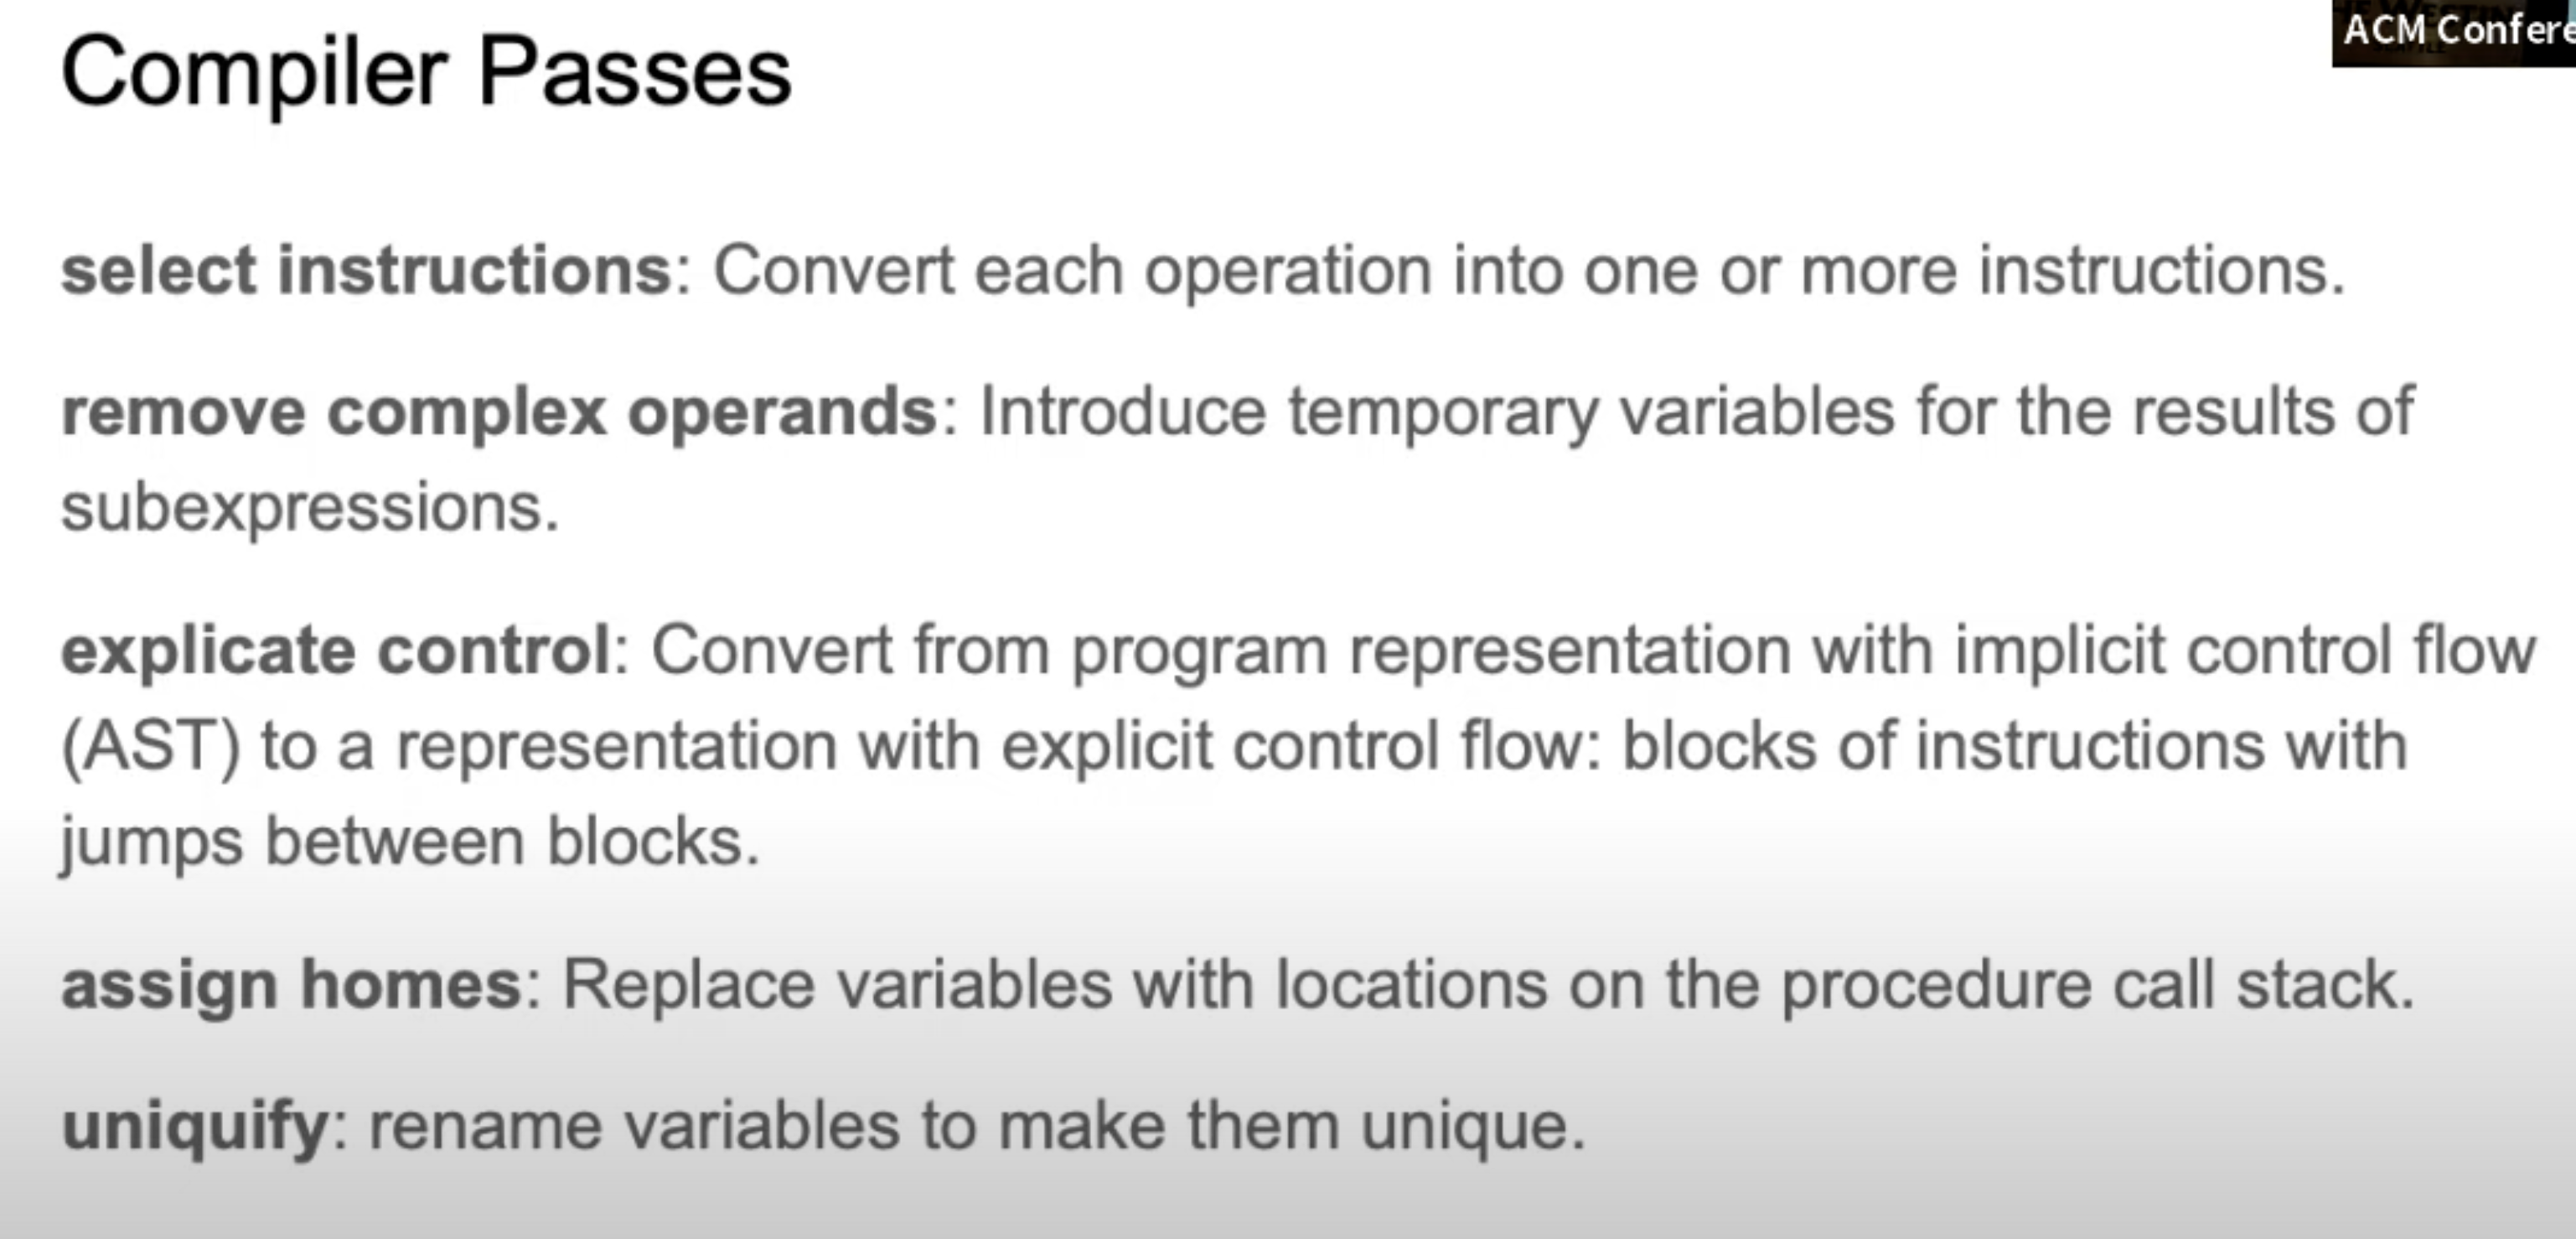 Compiler Passes
ACM Confere
select instructions: Convert each operation into one or more instructions.
remove complex operands: Introduce temporary variables for the results of
subexpressions.
explicate control: Convert from program representation with implicit control flow
(AST) to a representation with explicit control flow: blocks of instructions with
jumps between blocks.
assign homes: Replace variables with locations on the procedure call stack.
uniquify: rename variables to make them unique.